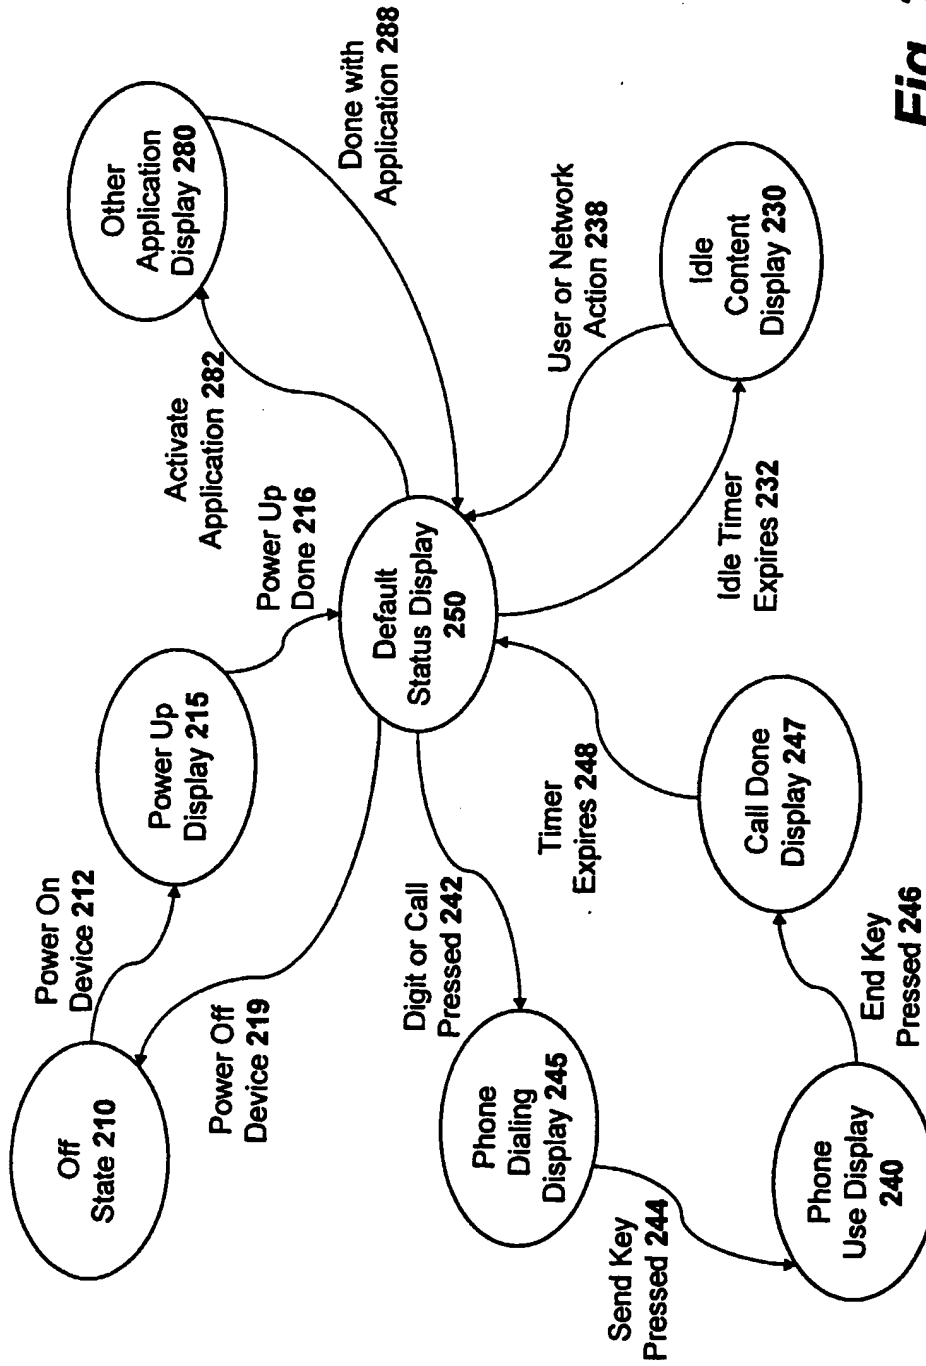 Off
State 210
Power On
Device 212
Power Up
Display 215
Power Up
Done 216
Power Off
Device 219
Default
Status Display
250
Activate
Application 282
Other
Application
Display 280
Done with
Application 288
User or Network
Action 238
Idle
Content
Display 230
Idle Timer
Expires 232
Digit or Call
Pressed 242
Phone
Dialing
Display 245
Send Key
Pressed 244
Phone
Use Display
240
End Key
Pressed 246
Call Done
Display 247
Timer
Expires 248
Fig.